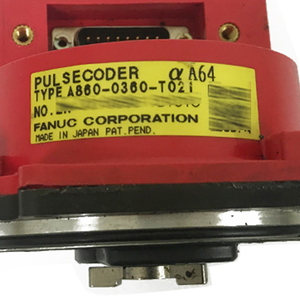 PULSECODER αA64
TYPE A860-0360-T021
NO.
FANUC CORPORATION
MADE IN JAPAN PAT. PEND.